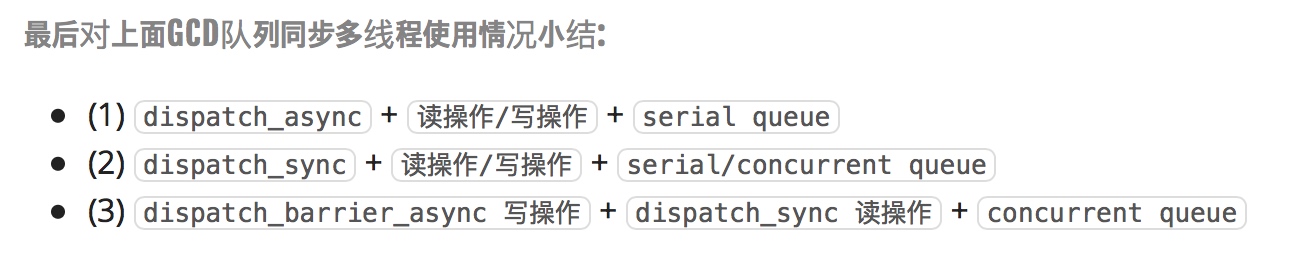 最后对上面GCD队列同步多线程使用情况小结:
(1) dispatch_async + 读操作/写操作 + serial queue
(2) dispatch_sync + 读操作/写操作 + serial/concurrent queue
(3) dispatch_barrier_async 写操作 + dispatch_sync 读操作 + concurrent queue